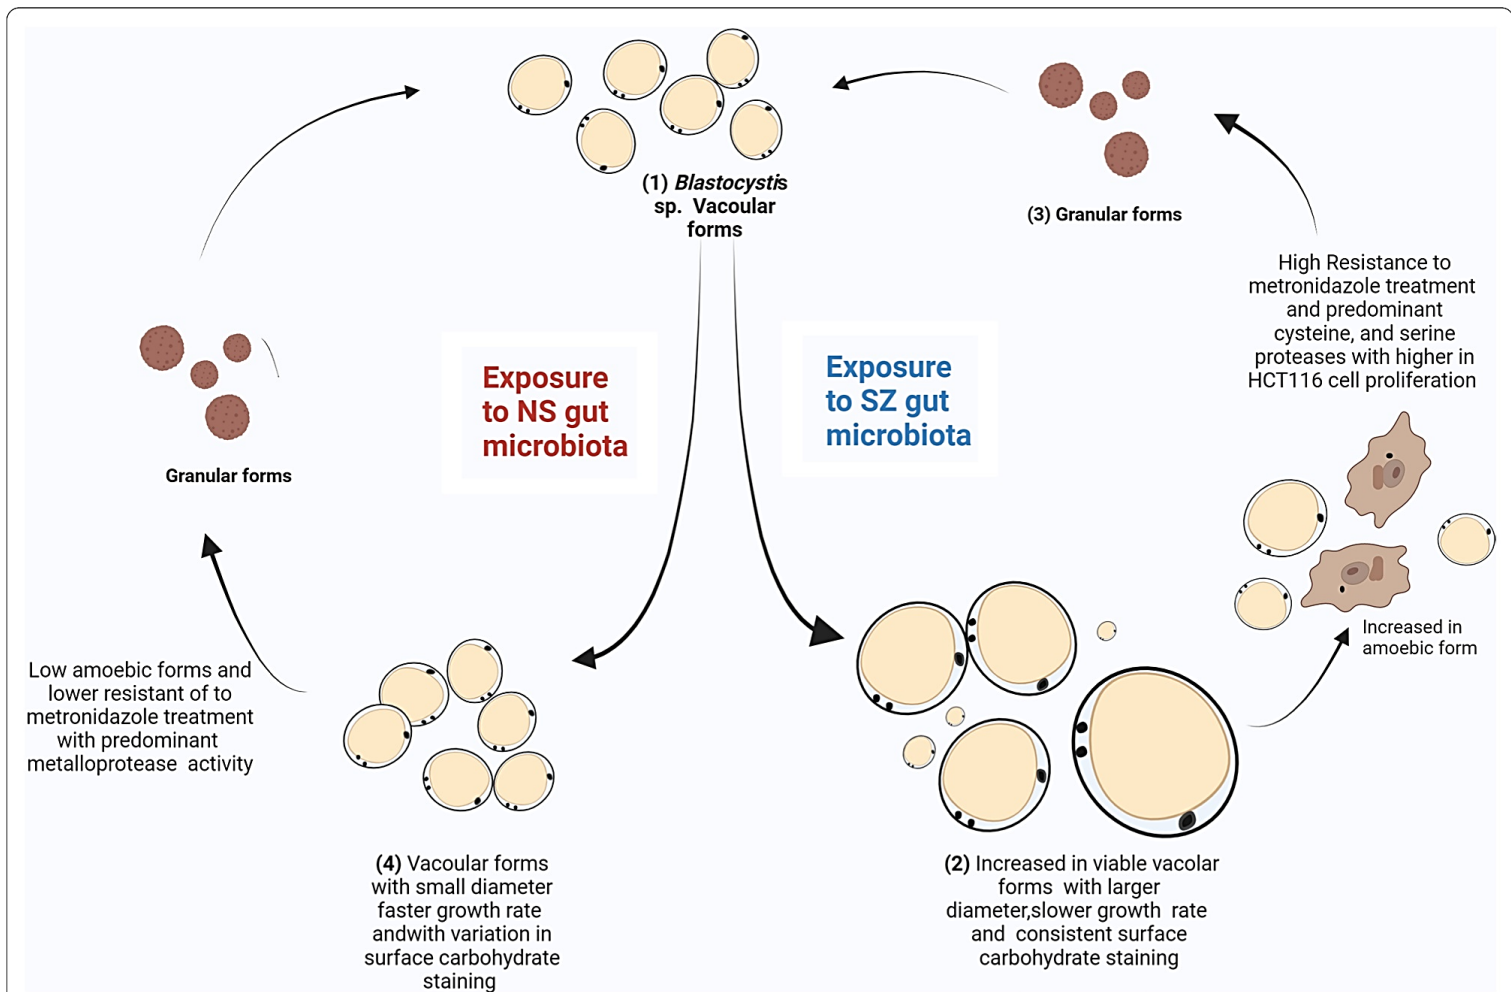 (1) Blastocystis
sp. Vacoular
forms
(3) Granular forms
High Resistance to
metronidazole treatment
and predominant
cysteine, and serine
proteases with higher in
HCT116 cell proliferation
Exposure
to NS gut
microbiota
Exposure
to SZ gut
microbiota
Granular forms
Increased in
amoebic form
Low amoebic forms and
lower resistant of to
metronidazole treatment
with predominant
metalloprotease activity
(4) Vacoular forms
with small diameter
faster growth rate
andwith variation in
surface carbohydrate
staining
(2) Increased in viable vacolar
forms with larger
diameter,slower growth rate
and consistent surface
carbohydrate staining